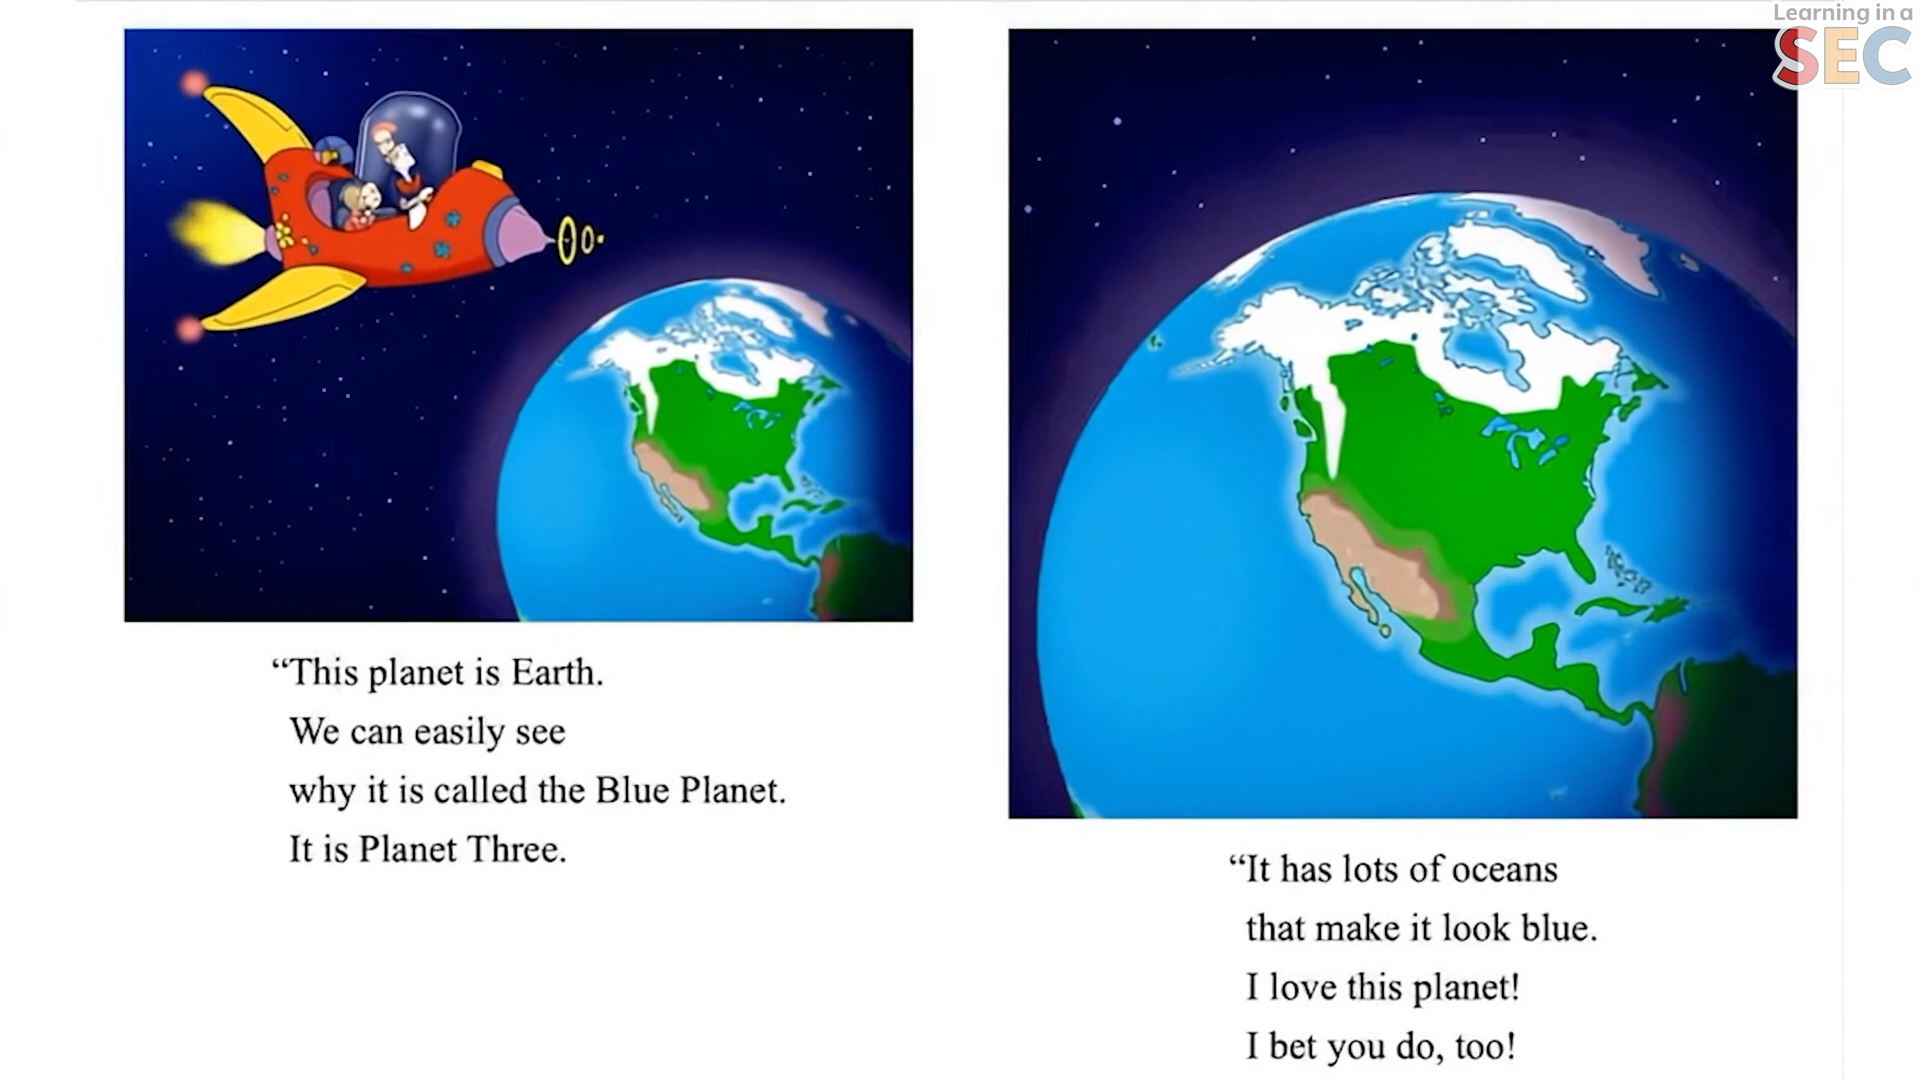 Learning in a
SEC
“This planet is Earth.
We can easily see
why it is called the Blue Planet.
It is Planet Three.
“It has lots of oceans
that make it look blue.
I love this planet!
I bet you do, too!